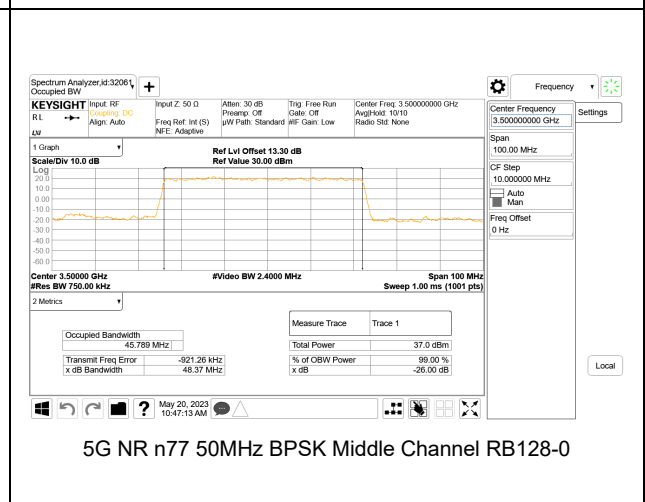 Spectrum Analyzer,id:32061
Occupied BW
+
Frequency
KEYSIGHT
RL
LXI
Input: RF
Coupling: DC
Align: Auto
Input Z: 50 Ω
Freq Ref: Int (S)
NFE: Adaptive
Atten: 30 dB
Preamp: Off
µW Path: Standard
Trig: Free Run
Gate: Off
#IF Gain: Low
Center Freq: 3.500000000 GHz
Avg|Hold: 10/10
Radio Std: None
Center Frequency
3.500000000 GHz
Settings
Span
100.00 MHz
CF Step
10.000000 MHz
Auto
Man
Freq Offset
0 Hz
Local
1 Graph
Scale/Div 10.0 dB
Ref Lvl Offset 13.30 dB
Ref Value 30.00 dBm
Log
20.0
10.0
0.00
-10.0
-20.0
-30.0
-40.0
-50.0
-60.0
Center 3.50000 GHz
#Res BW 750.00 kHz
#Video BW 2.4000 MHz
Span 100 MHz
Sweep 1.00 ms (1001 pts)
2 Metrics
Measure Trace
Trace 1
Occupied Bandwidth
45.789 MHz
Total Power
37.0 dBm
Transmit Freq Error
-921.26 kHz
% of OBW Power
99.00 %
x dB Bandwidth
48.37 MHz
x dB
-26.00 dB
?
May 20, 2023
10:47:13 AM
5G NR n77 50MHz BPSK Middle Channel RB128-0